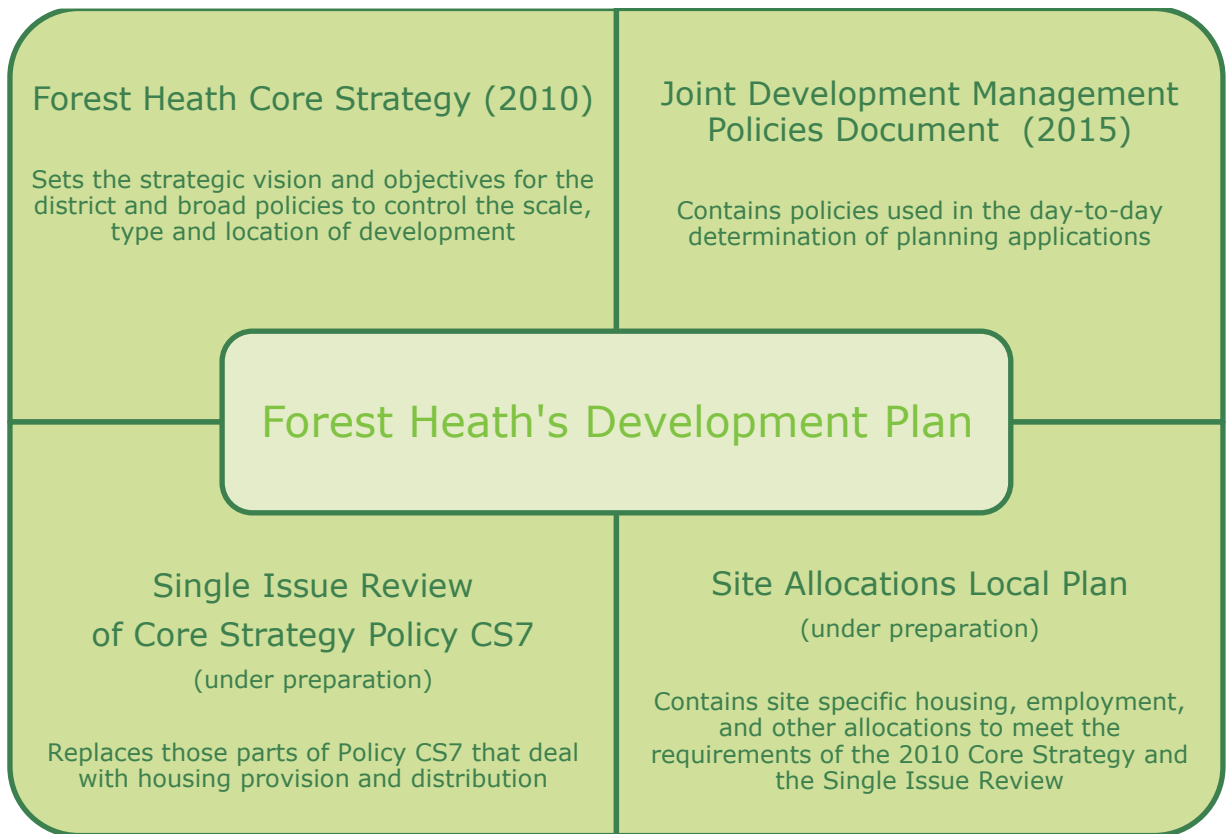 Forest Heath Core Strategy (2010)
Sets the strategic vision and objectives for the
district and broad policies to control the scale,
type and location of development
Joint Development Management
Policies Document (2015)
Contains policies used in the day-to-day
determination of planning applications
Forest Heath's Development Plan
Single Issue Review
of Core Strategy Policy CS7
(under preparation)
Replaces those parts of Policy CS7 that deal
with housing provision and distribution
Site Allocations Local Plan
(under preparation)
Contains site specific housing, employment,
and other allocations to meet the
requirements of the 2010 Core Strategy and
the Single Issue Review